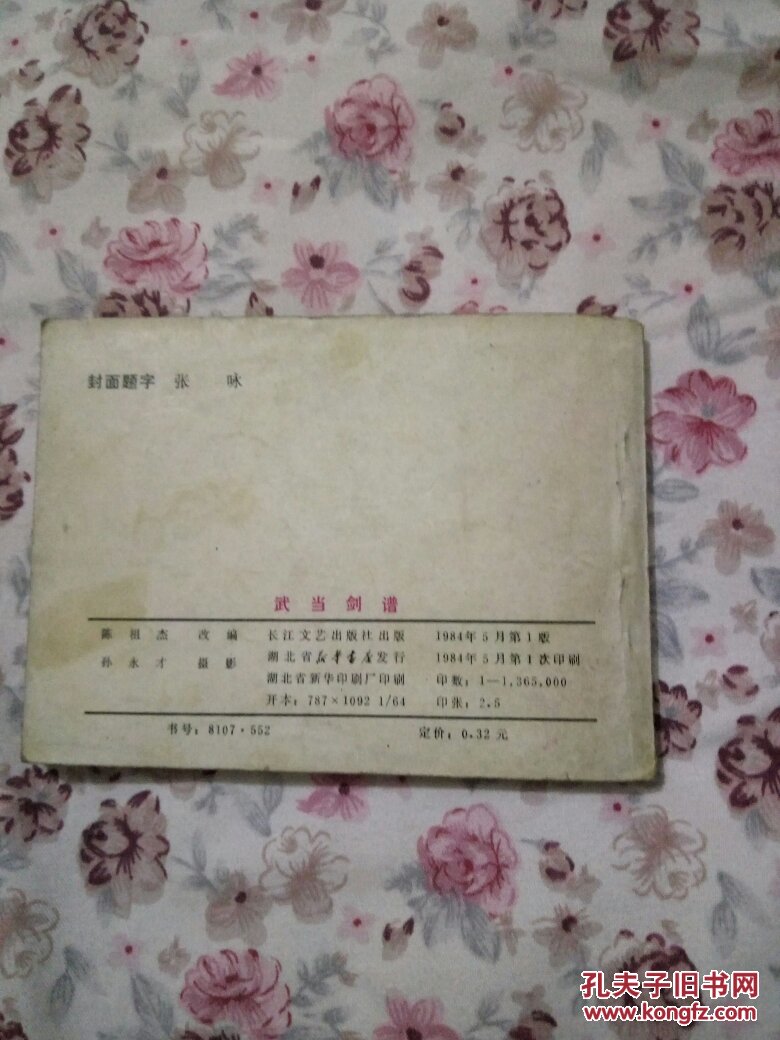 封面题字 张 咏
武当剑谱
陈祖杰 改编 长江文艺出版社出版 1984年5月第1版
孙永才 摄影 湖北省新华书店发行 1984年5月第1次印刷
湖北省新华印刷厂印刷 印数:1—1,365,000
开本:787×1092 1/64 印张:2.5
书号:8107·552 定价:0.32元
孔夫子旧书网
www.kongfz.com